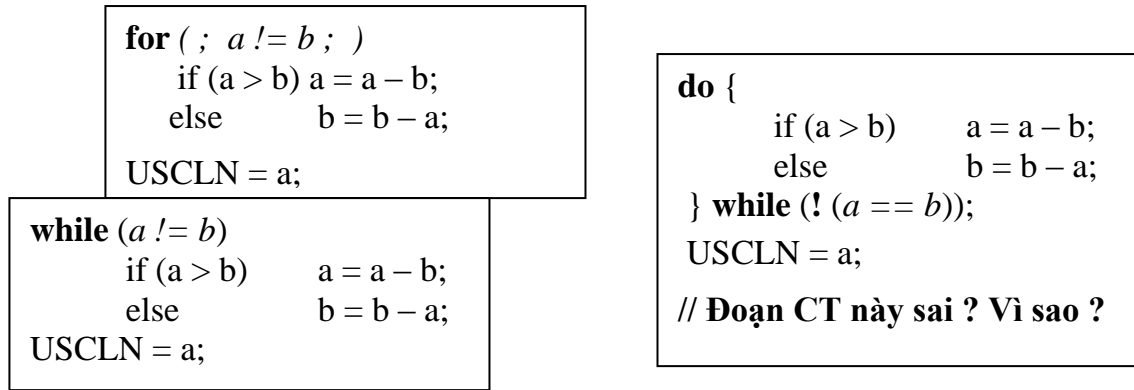 for ( ; a != b ; )
if (a > b) a = a – b;
else b = b – a;
USCLN = a;
while (a != b)
if (a > b) a = a – b;
else b = b – a;
USCLN = a;
do {
if (a > b) a = a – b;
else b = b – a;
} while (! (a == b));
USCLN = a;
// Đoạn CT này sai ? Vì sao ?